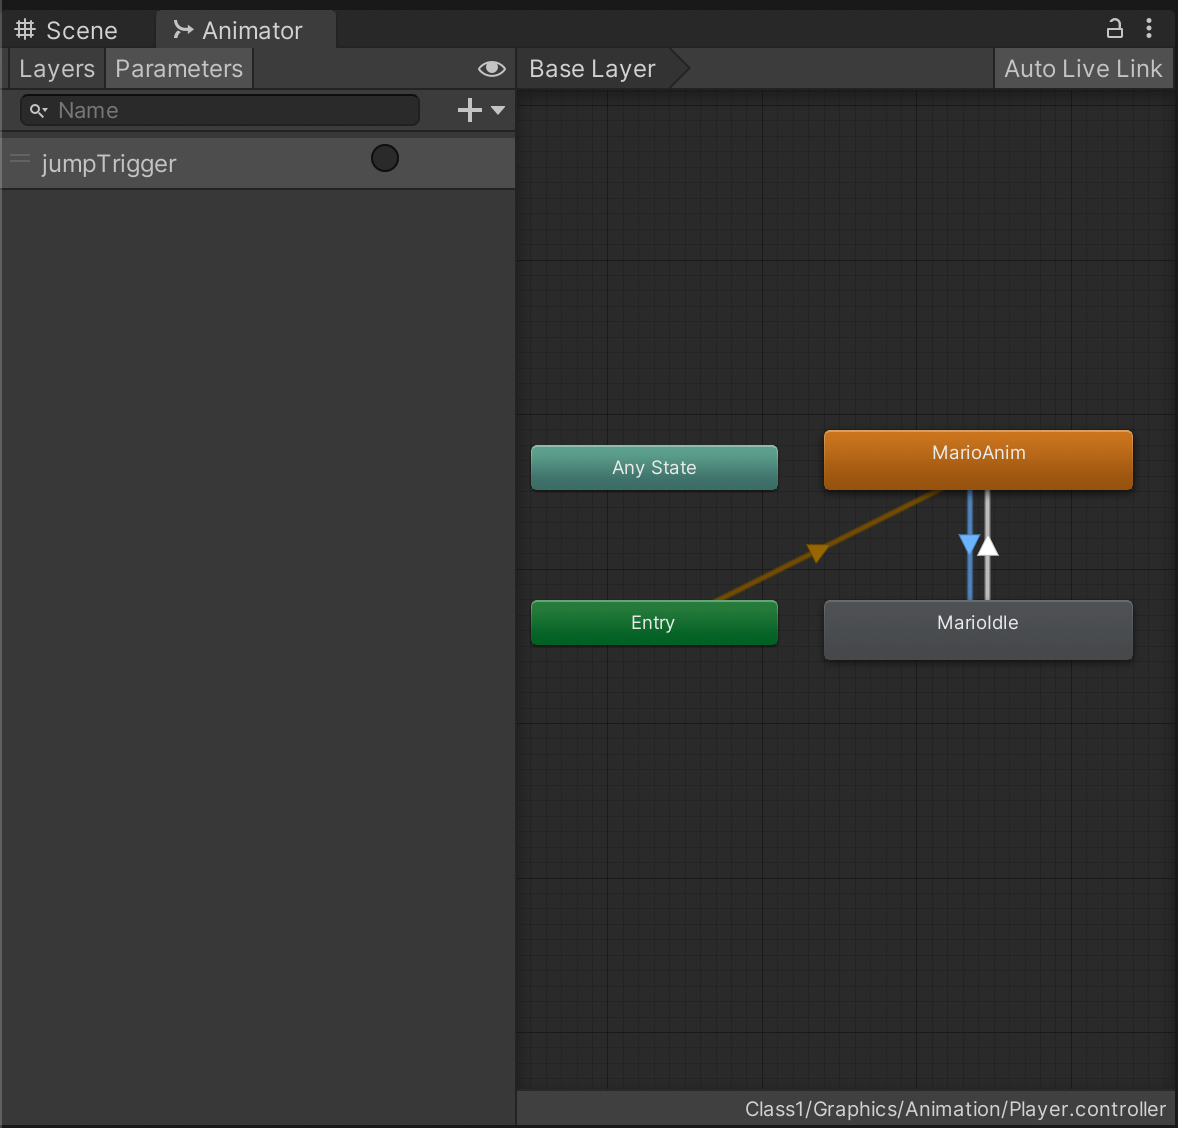 Scene Animator
Layers Parameters Base Layer Auto Live Link
Name
jumpTrigger
Any State
MarioAnim
Entry
MarioIdle
Class1/Graphics/Animation/Player.controller